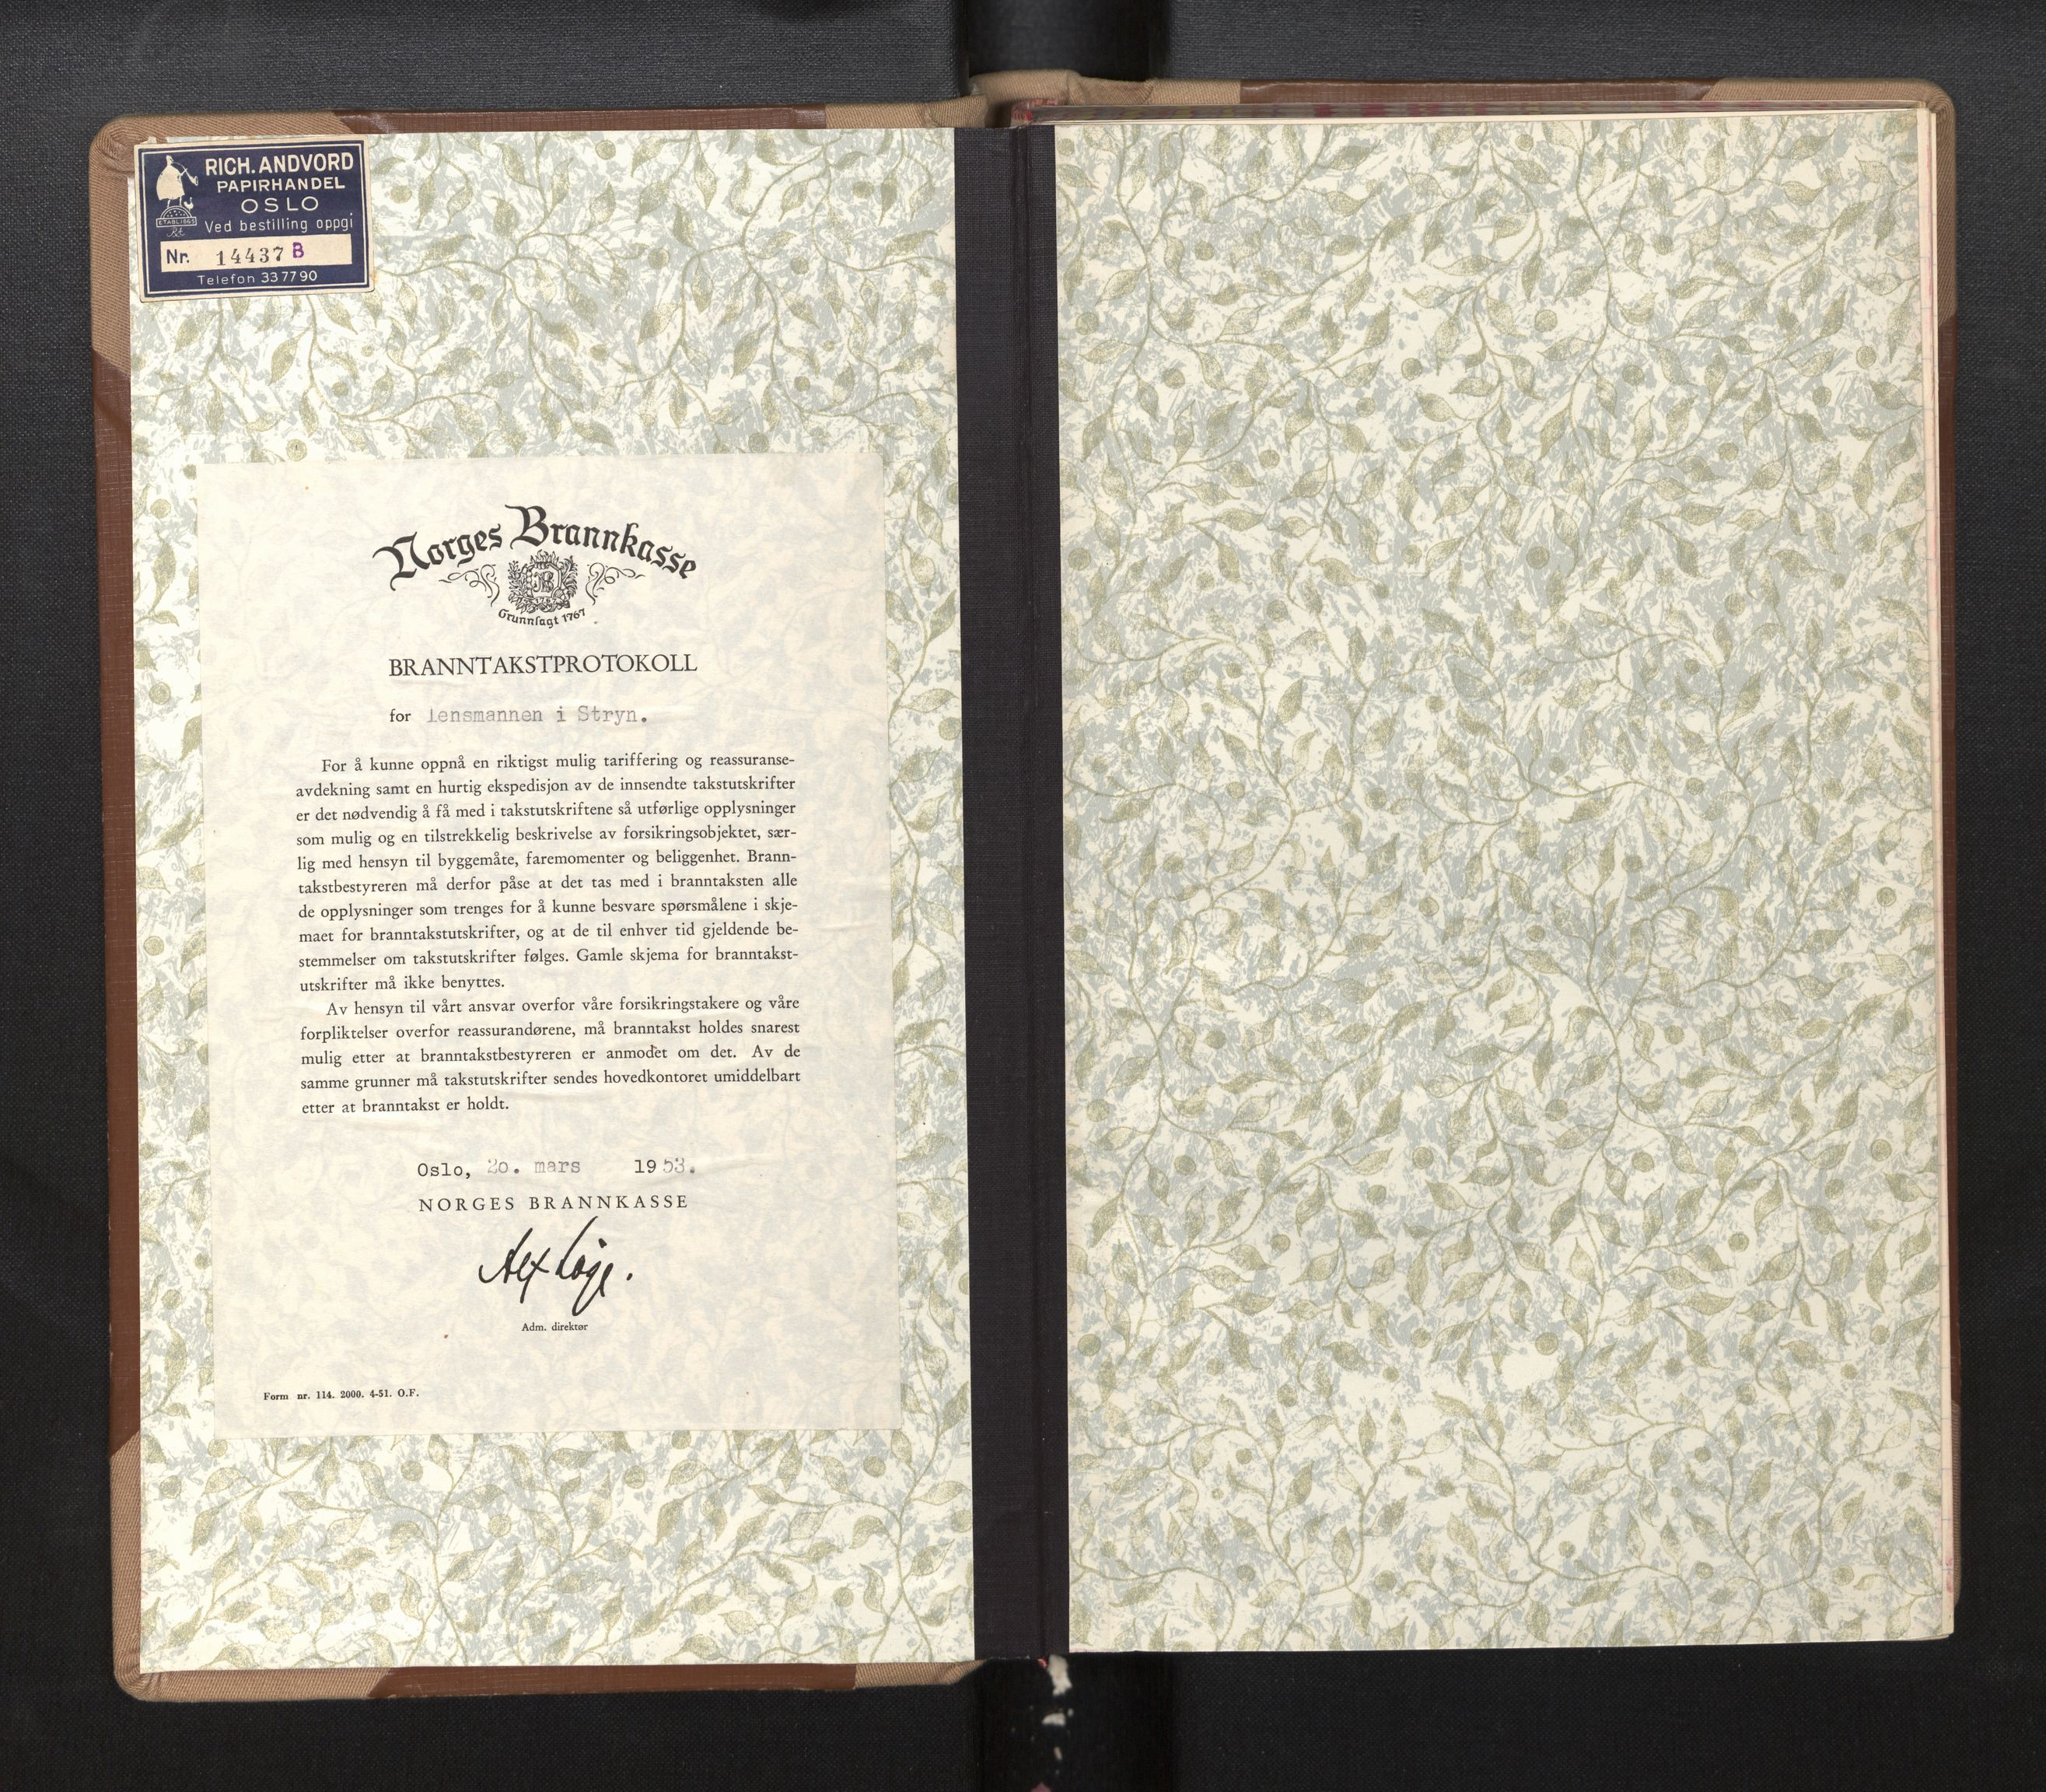 RICH. ANDVORD
PAPIRHANDEL
OSLO
ETABL. 1865
Ved bestilling oppgi
Nr. 14437 B
Telefon 337790
Norges Brannkasse
Grunnlagt 1767
BRANNTAKSTPROTOKOLL
for lensmannen i Stryn.
For å kunne oppnå en riktigst mulig tariffering og reassuranse-
avdekning samt en hurtig ekspedisjon av de innsendte takstutskrifter
er det nødvendig å få med i takstutskriftene så utførlige opplysninger
som mulig og en tilstrekkelig beskrivelse av forsikringsobjektet, sær-
lig med hensyn til byggemåte, faremomenter og beliggenhet. Brann-
takstbestyreren må derfor påse at det tas med i branntaksten alle
de opplysninger som trenges for å kunne besvare spørsmålene i skje-
maet for branntakstutskrifter, og at de til enhver tid gjeldende be-
stemmelser om takstutskrifter følges. Gamle skjema for branntakst-
utskrifter må ikke benyttes.
Av hensyn til vårt ansvar overfor våre forsikringstakere og våre
forpliktelser overfor reassurandørene, må branntakst holdes snarest
mulig etter at branntakstbestyreren er anmodet om det. Av de
samme grunner må takstutskrifter sendes hovedkontoret umiddelbart
etter at branntakst er holdt.
Oslo, 20. mars 1953.
NORGES BRANNKASSE
Adm. direktør
Form nr. 114. 2000. 4-51. O.F.